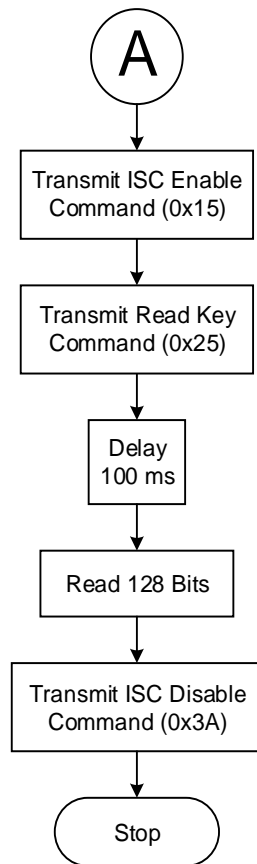 A
Transmit ISC Enable
Command (0x15)
Transmit Read Key
Command (0x25)
Delay
100 ms
Read 128 Bits
Transmit ISC Disable
Command (0x3A)
Stop